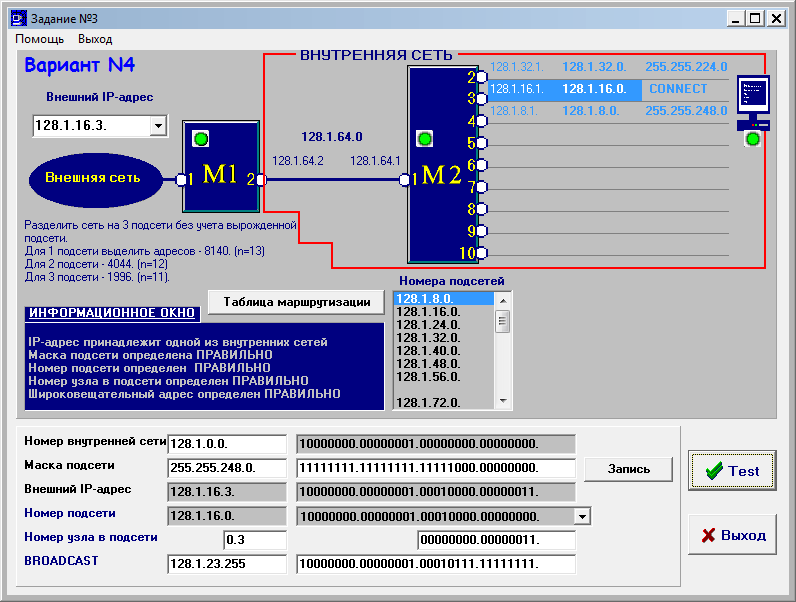 Задание №3
Помощь Выход
Вариант N4
ВНУТРЕННЯЯ СЕТЬ
Внешний IP-адрес
128.1.16.3.
Внешняя сеть
1 M1 2
128.1.64.0
128.1.64.2 128.1.64.1
1 M2
2 128.1.32.1. 128.1.32.0. 255.255.224.0
3 128.1.16.1. 128.1.16.0. CONNECT
4 128.1.8.1. 128.1.8.0. 255.255.248.0
5
6
7
8
9
10
Разделить сеть на 3 подсети без учета вырожденной
подсети.
Для 1 подсети выделить адресов - 8140. (n=13)
Для 2 подсети - 4044. (n=12)
Для 3 подсети - 1996. (n=11).
Таблица маршрутизации
ИНФОРМАЦИОННОЕ ОКНО
IP-адрес принадлежит одной из внутренних сетей
Маска подсети определена ПРАВИЛЬНО
Номер подсети определен ПРАВИЛЬНО
Номер узла в подсети определен ПРАВИЛЬНО
Широковещательный адрес определен ПРАВИЛЬНО
Номера подсетей
128.1.8.0.
128.1.16.0.
128.1.24.0.
128.1.32.0.
128.1.40.0.
128.1.48.0.
128.1.56.0.
128.1.72.0.
Номер внутренней сети 128.1.0.0. 10000000.00000001.00000000.00000000.
Маска подсети 255.255.248.0. 11111111.11111111.11111000.00000000.
Запись
Внешний IP-адрес 128.1.16.3. 10000000.00000001.00010000.00000011.
Номер подсети 128.1.16.0. 10000000.00000001.00010000.00000000.
Номер узла в подсети 0.3 00000000.00000011.
BROADCAST 128.1.23.255 10000000.00000001.00010111.11111111.
Test
Выход